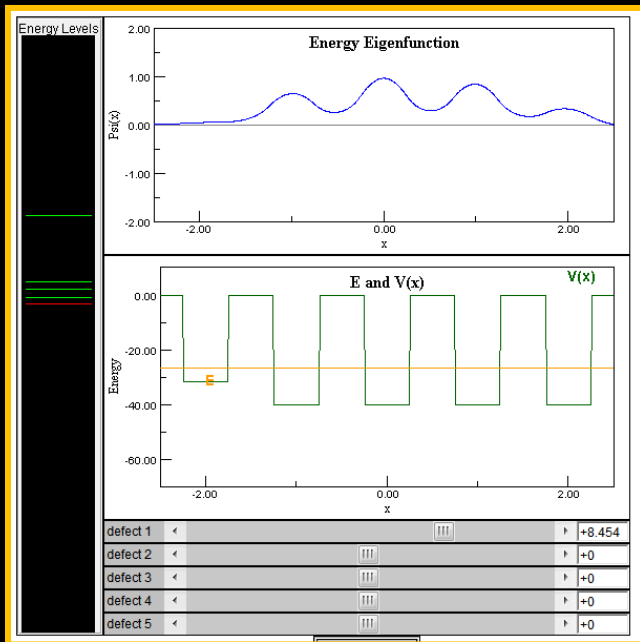 Energy Levels
Energy Eigenfunction
Psi(x)
2.00
1.00
0.00
-1.00
-2.00
-2.00
0.00
2.00
x
E and V(x)
V(x)
Energy
0.00
-20.00
-40.00
-60.00
E
-2.00
0.00
2.00
x
defect 1 +8.454
defect 2 +0
defect 3 +0
defect 4 +0
defect 5 +0